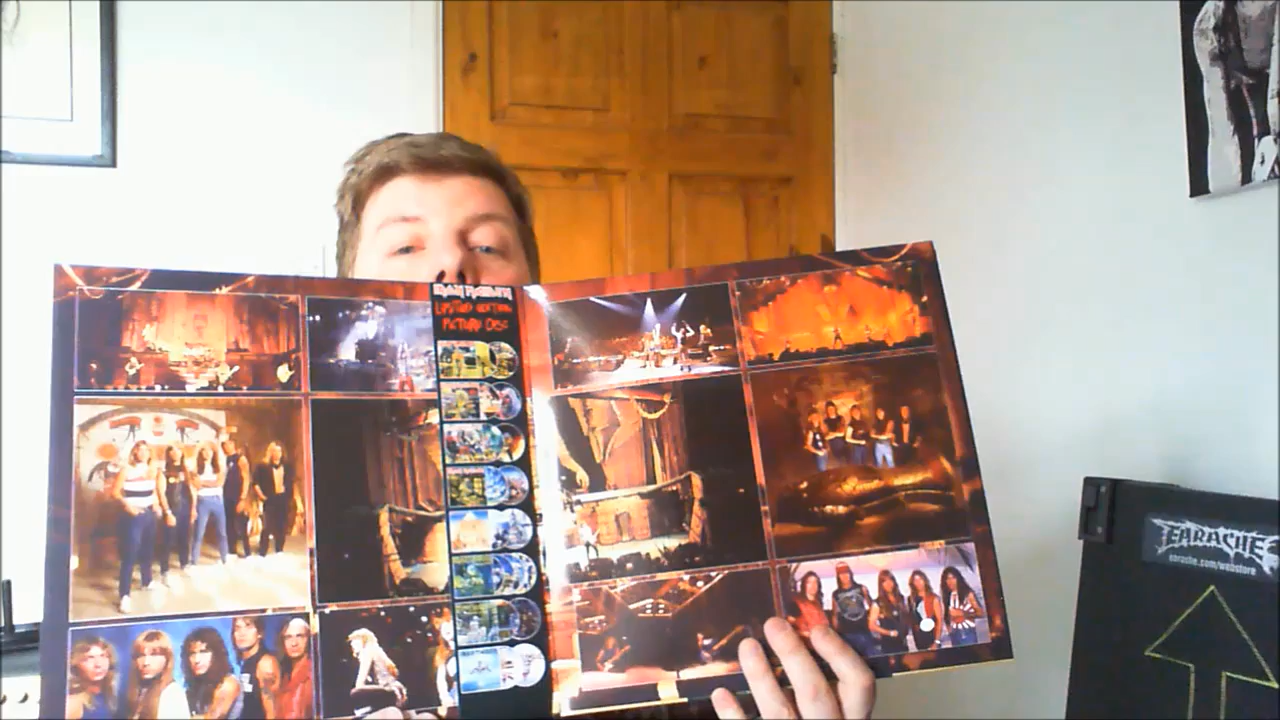 IRON MAIDEN
LIMITED EDITION
PICTURE DISC
EARACHE
earache.com/webstore